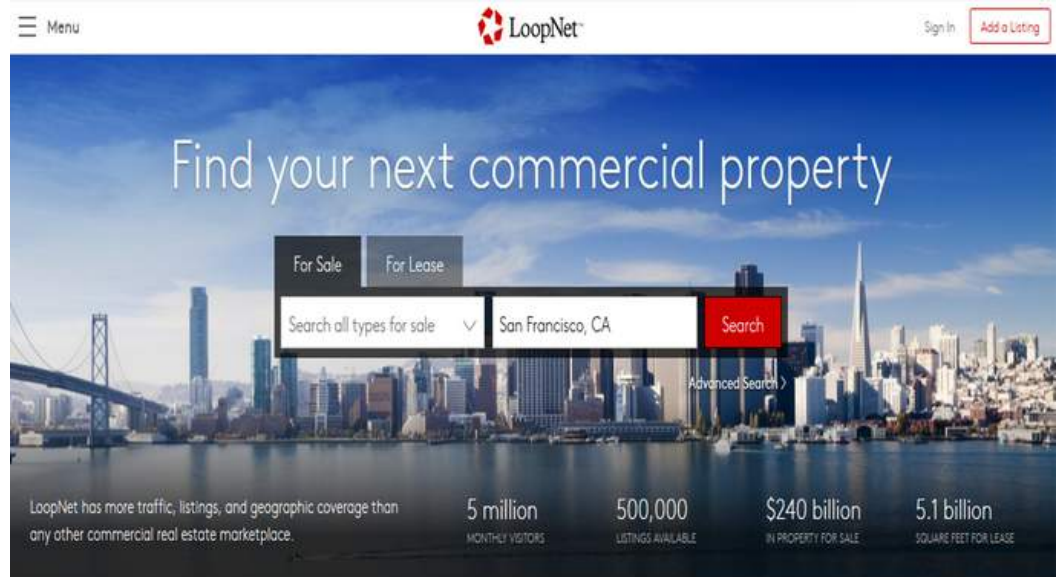 Menu
LoopNet™
Sign In
Add a Listing
Find your next commercial property
For Sale
For Lease
Search all types for sale
San Francisco, CA
Search
Advanced Search >
LoopNet has more traffic, listings, and geographic coverage than
any other commercial real estate marketplace.
5 million
MONTHLY VISITORS
500,000
LISTINGS AVAILABLE
$240 billion
IN PROPERTY FOR SALE
5.1 billion
SQUARE FEET FOR LEASE